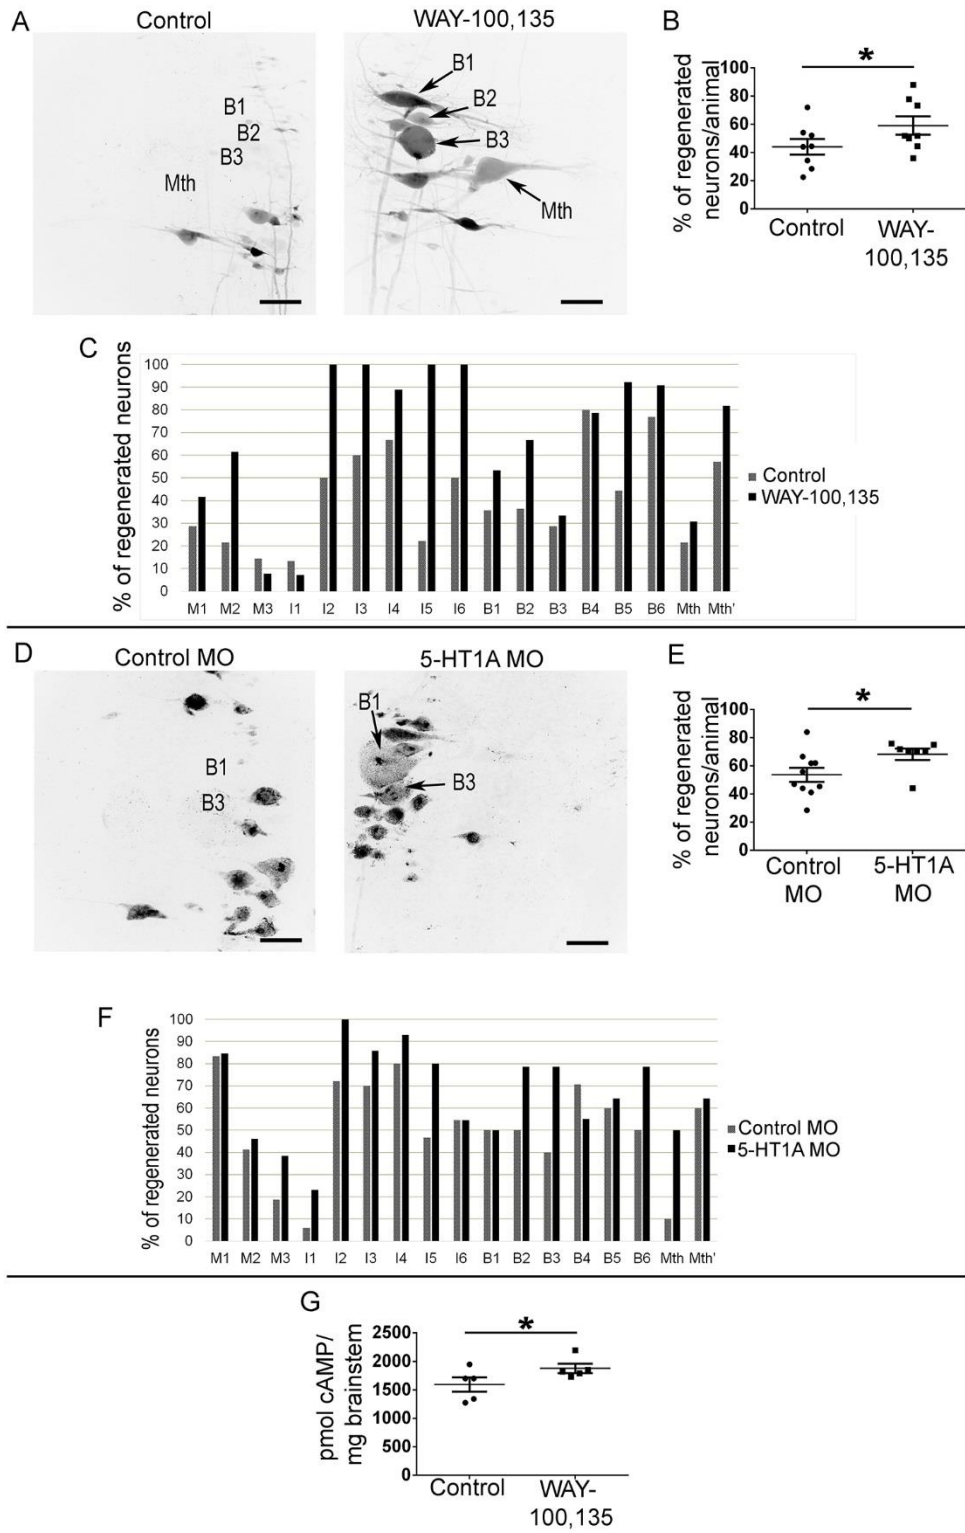 A
Control
WAY-100,135
B1
B2
B3
Mth
B1
B2
B3
Mth
B
*
% of regenerated
neurons/animal
100
80
60
40
20
0
Control
WAY-
100,135
C
% of regenerated neurons
100
90
80
70
60
50
40
30
20
10
0
M1 M2 M3 I1 I2 I3 I4 I5 I6 B1 B2 B3 B4 B5 B6 Mth Mth'
Control
WAY-100,135
D
Control MO
5-HT1A MO
B1
B3
B1
B3
E
*
% of regenerated
neurons/animal
100
80
60
40
20
0
Control
MO
5-HT1A
MO
F
% of regenerated neurons
100
90
80
70
60
50
40
30
20
10
0
M1 M2 M3 I1 I2 I3 I4 I5 I6 B1 B2 B3 B4 B5 B6 Mth Mth'
Control MO
5-HT1A MO
G
*
pmol cAMP/
mg brainstem
2500
2000
1500
1000
500
0
Control
WAY-
100,135